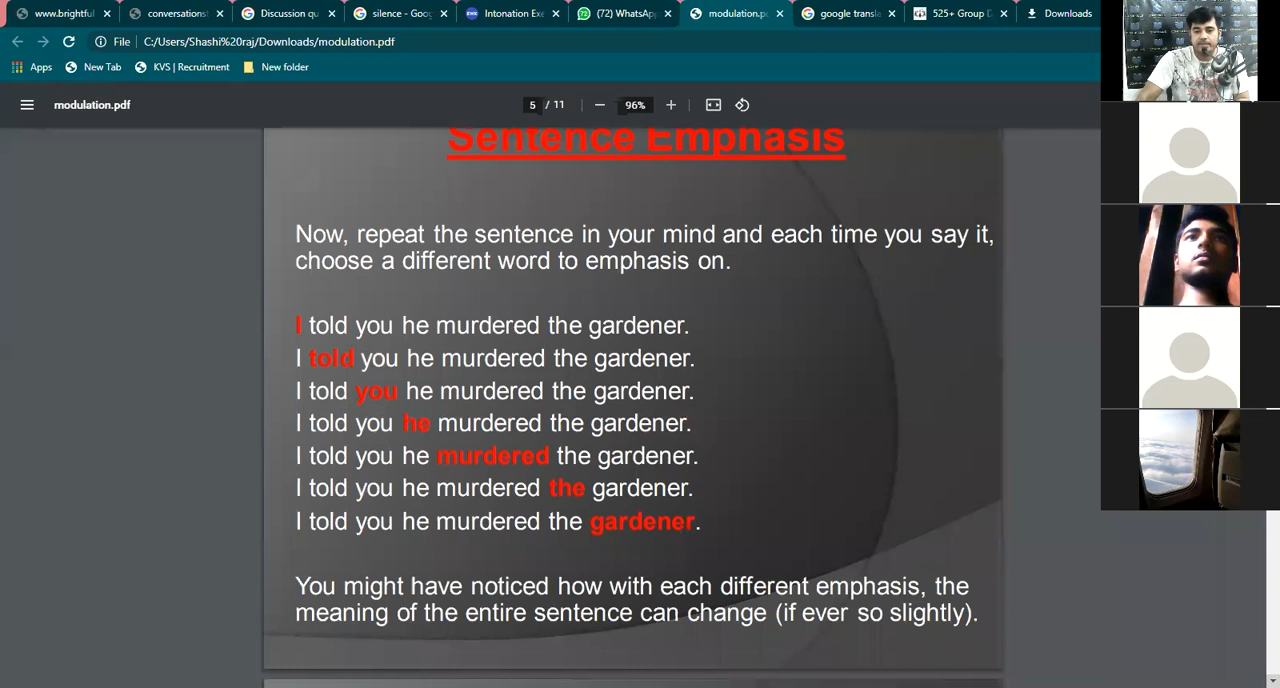 www.brightful
conversationst
Discussion qu
silence - Goog
Intonation Exe
(72) WhatsApp
modulation.pd
google transla
525+ Group D
Downloads
File
C:/Users/Shashi%20raj/Downloads/modulation.pdf
Apps
New Tab
KVS | Recruitment
New folder
modulation.pdf
5 / 11
96%
Sentence Emphasis
Now, repeat the sentence in your mind and each time you say it,
choose a different word to emphasis on.
I told you he murdered the gardener.
I told you he murdered the gardener.
I told you he murdered the gardener.
I told you he murdered the gardener.
I told you he murdered the gardener.
I told you he murdered the gardener.
I told you he murdered the gardener.
You might have noticed how with each different emphasis, the
meaning of the entire sentence can change (if ever so slightly).